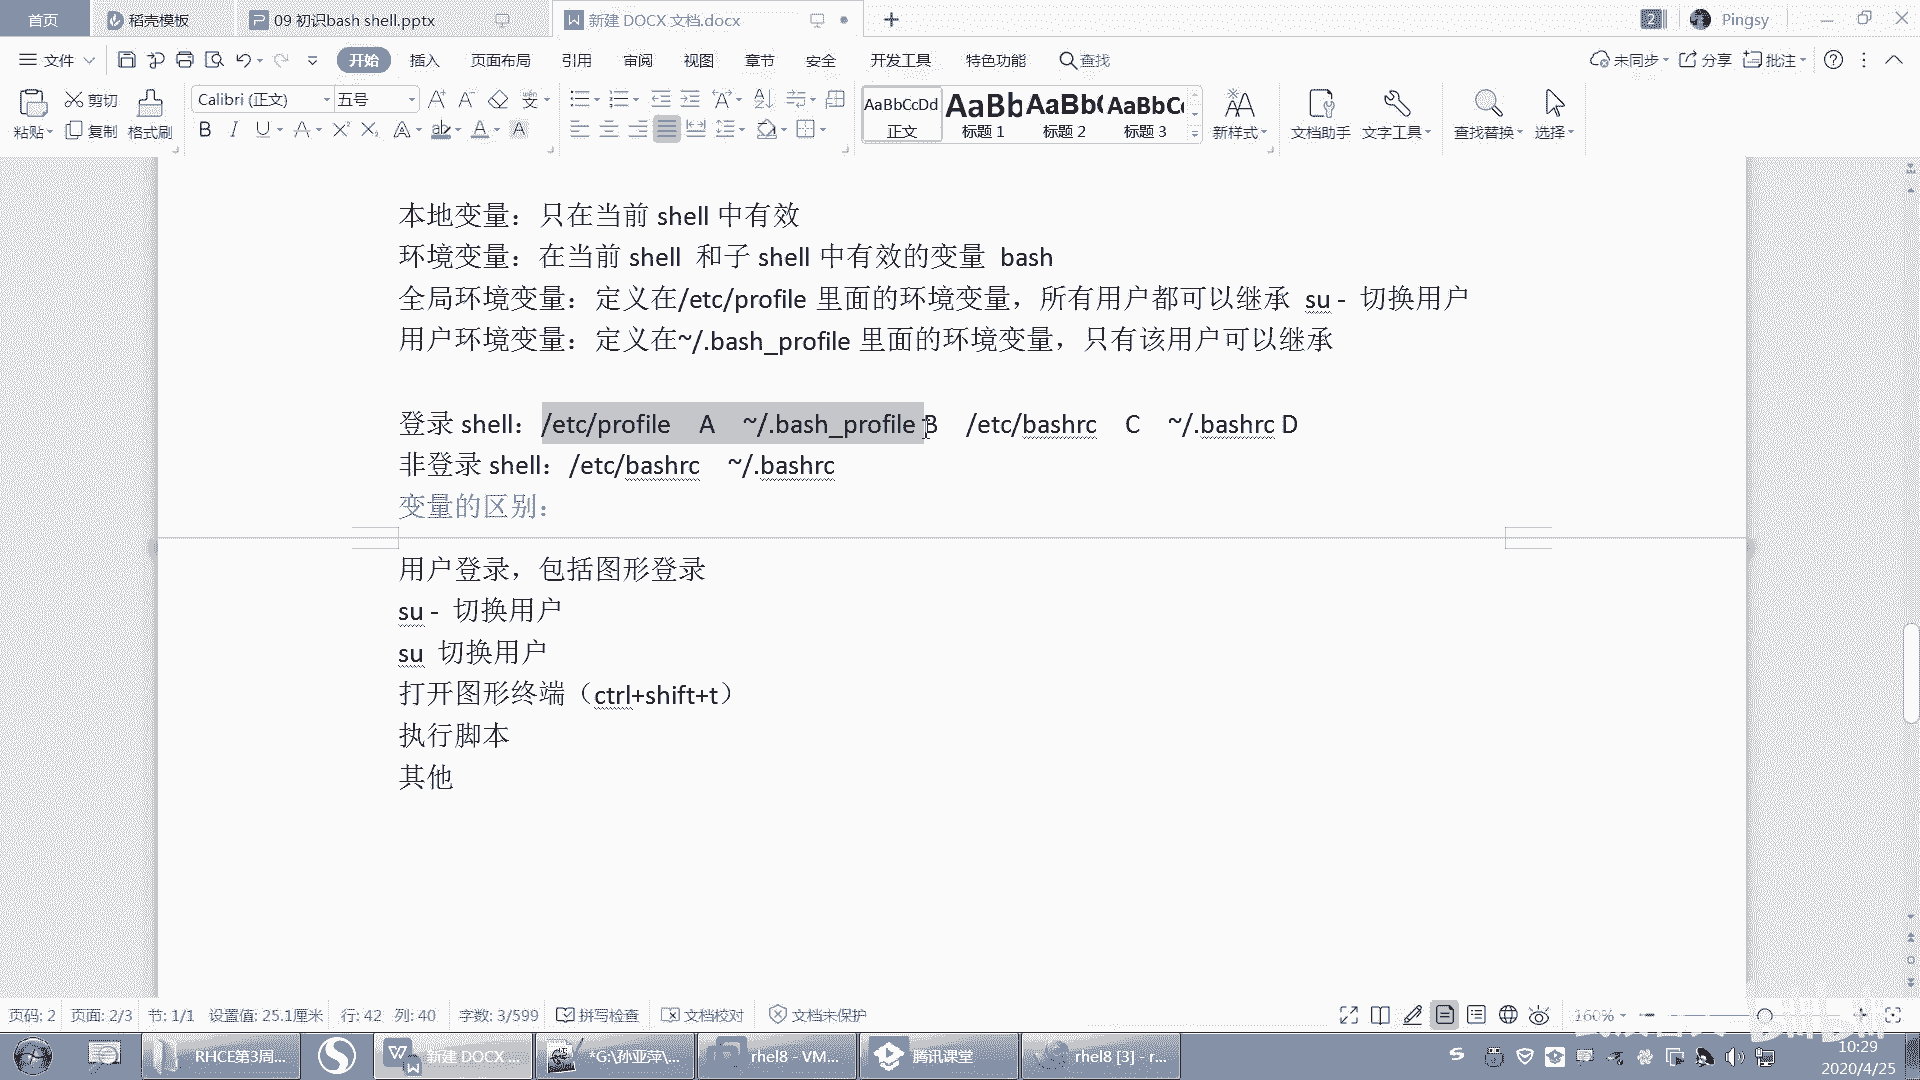 首页 稻壳模板 09 初识bash shell.pptx 新建 DOCX 文档.docx 2 Pingsy
文件 开始 插入 页面布局 引用 审阅 视图 章节 安全 开发工具 特色功能 查找 未同步 分享 批注
粘贴 剪切 复制 格式刷 Calibri (正文) 五号 AaBbCcDd 正文 AaBb 标题 1 AaBb( 标题 2 AaBbC 标题 3 新样式 文档助手 文字工具 查找替换 选择
本地变量：只在当前 shell 中有效
环境变量：在当前 shell 和子 shell 中有效的变量 bash
全局环境变量：定义在/etc/profile 里面的环境变量，所有用户都可以继承 su - 切换用户
用户环境变量：定义在~/.bash_profile 里面的环境变量，只有该用户可以继承
登录 shell：/etc/profile A ~/.bash_profile B /etc/bashrc C ~/.bashrc D
非登录 shell：/etc/bashrc ~/.bashrc
变量的区别：
用户登录，包括图形登录
su - 切换用户
su 切换用户
打开图形终端（ctrl+shift+t）
执行脚本
其他
页码: 2 页面: 2/3 节: 1/1 设置值: 25.1厘米 行: 42 列: 40 字数: 3/599 拼写检查 文档校对 文档未保护 160%
RHCE第3周... 新建 DOCX ... *G:\孙亚萍\... rhel8 - VM... 腾讯课堂 rhel8 [3] - r... 10:29
2020/4/25